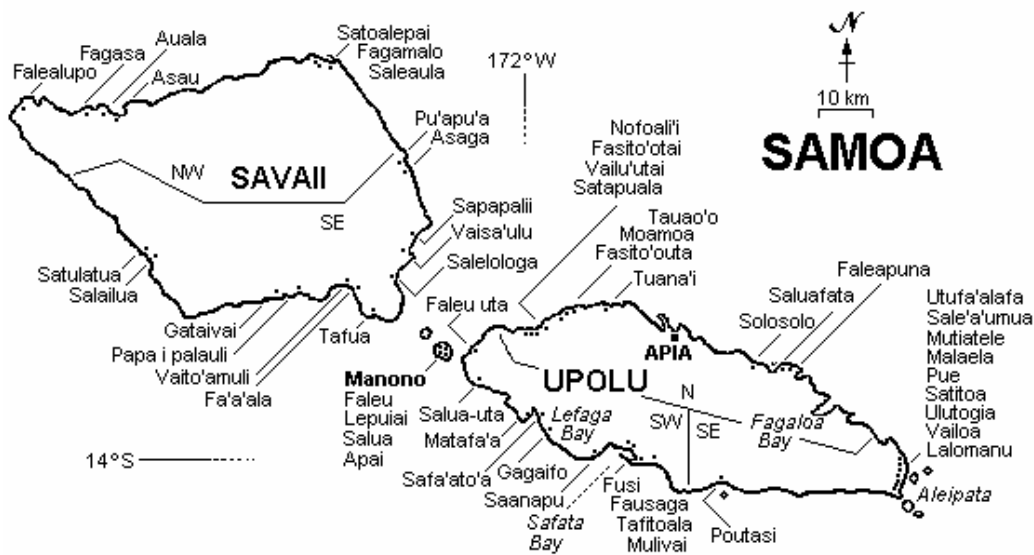 Satoalepai
Fagamalo
Saleaula
Auala
Fagasa
Asau
Falealupo
172°W
N
10 km
SAMOA
Pu'apu'a
Asaga
NW
SAVAII
SE
Sapapalii
Vaisa'ulu
Salelologa
Satulatua
Salailua
Gataivai
Papa i palauli
Vaito'amuli
Fa'a'ala
Tafua
Nofoali'i
Fasito'otai
Vailu'utai
Satapuala
Tauao'o
Moamoa
Fasito'outa
Tuana'i
Faleu uta
Faleapuna
Saluafata
Solosolo
Utufa'alafa
Sale'a'umua
Mutiatele
Malaela
Pue
Satitoa
Ulutogia
Vailoa
Lalomanu
Aleipata
APIA
UPOLU
N
SW
SE
Fagaloa
Bay
Manono
Faleu
Lepuiai
Salua
Apai
Salua-uta
Matafa'a
Lefaga
Bay
Safa'ato'a
Gagaifo
Saanapu
Safata
Bay
Fusi
Fausaga
Tafitoala
Mulivai
Poutasi
14°S